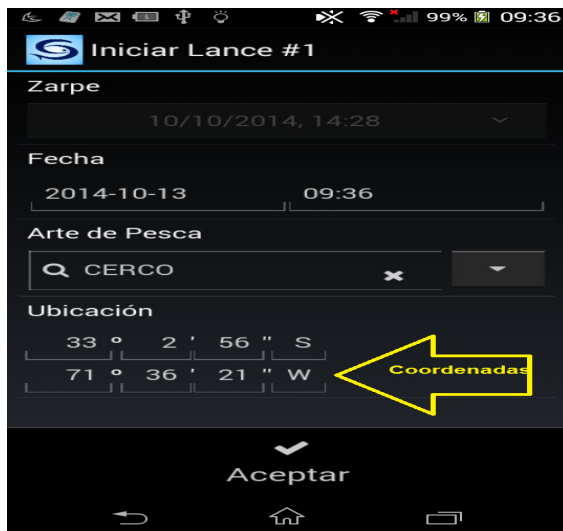 99% 09:36
Iniciar Lance #1
Zarpe
10/10/2014, 14:28
Fecha
2014-10-13 09:36
Arte de Pesca
CERCO
Ubicación
33 º 2 ' 56 " S
71 º 36 ' 21 " W
Coordenadas
Aceptar